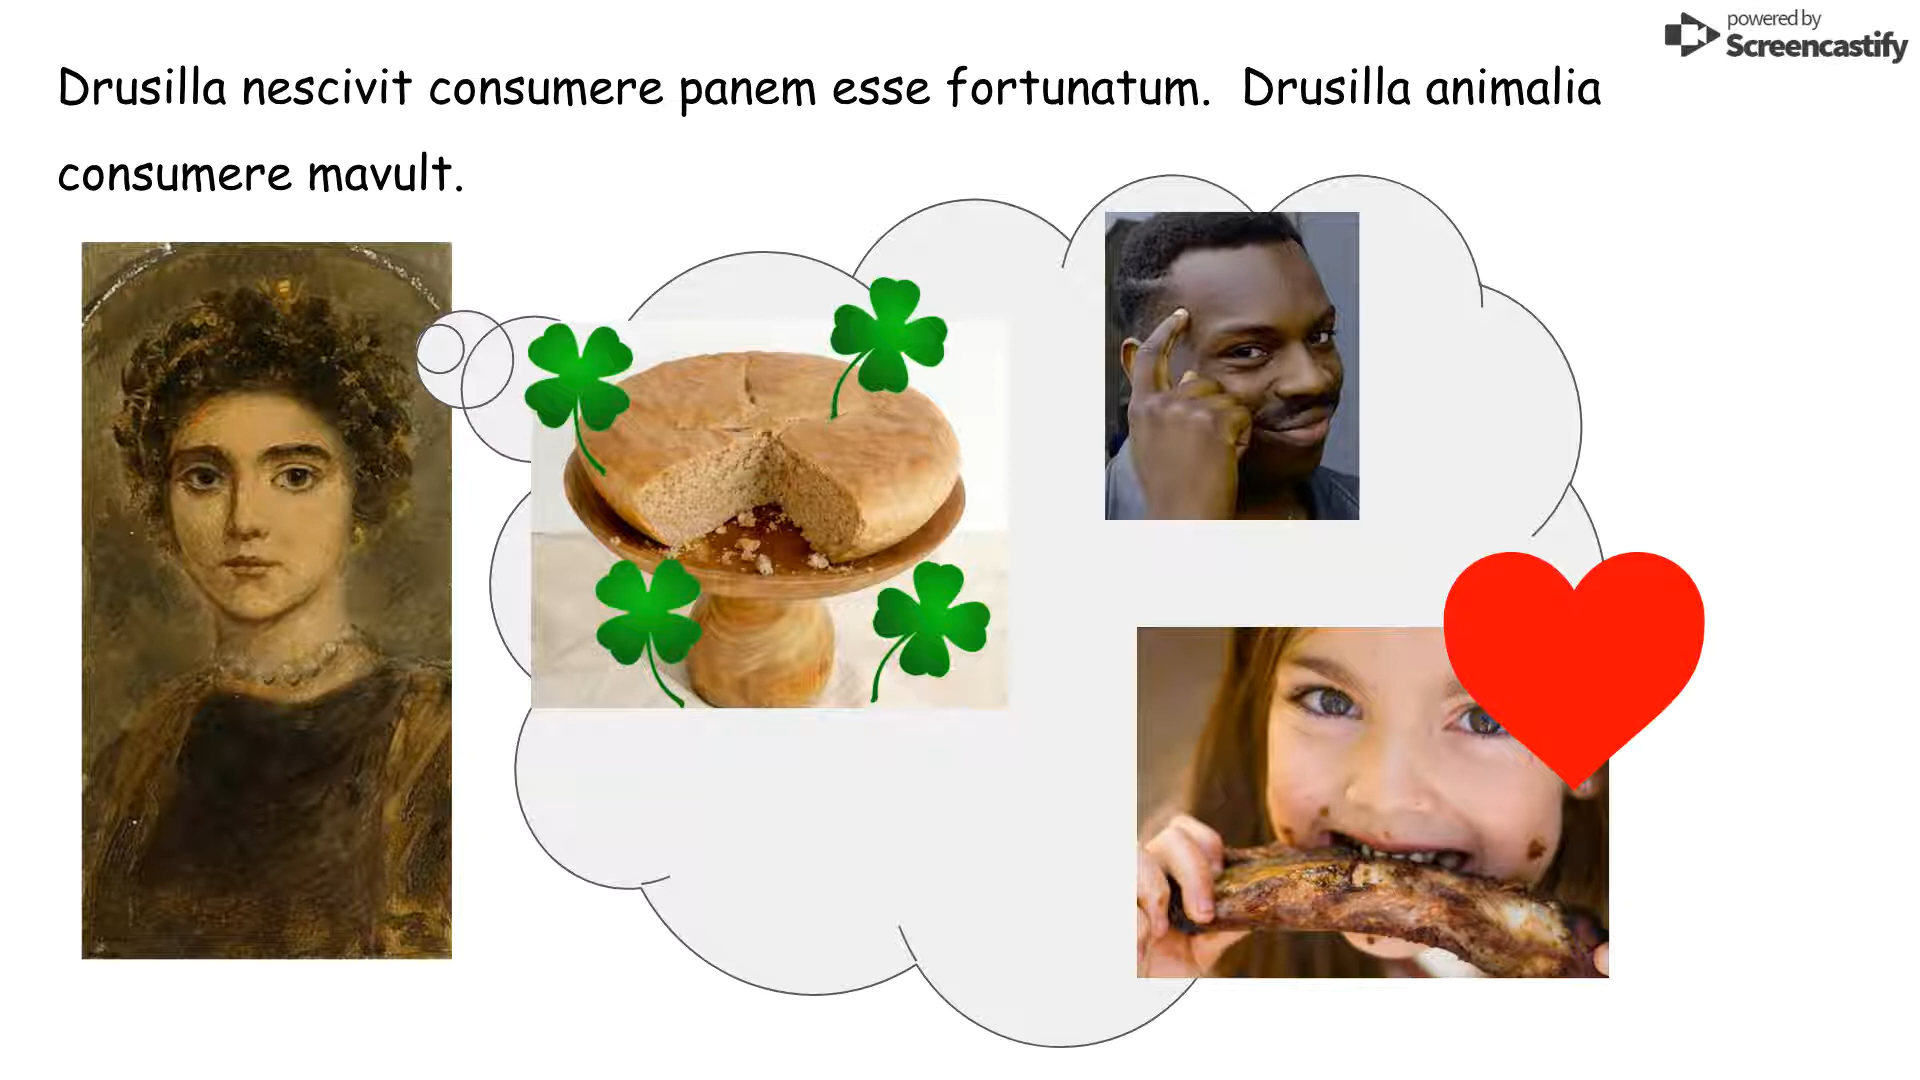 powered by
Screencastify
Drusilla nescivit consumere panem esse fortunatum. Drusilla animalia
consumere mavult.